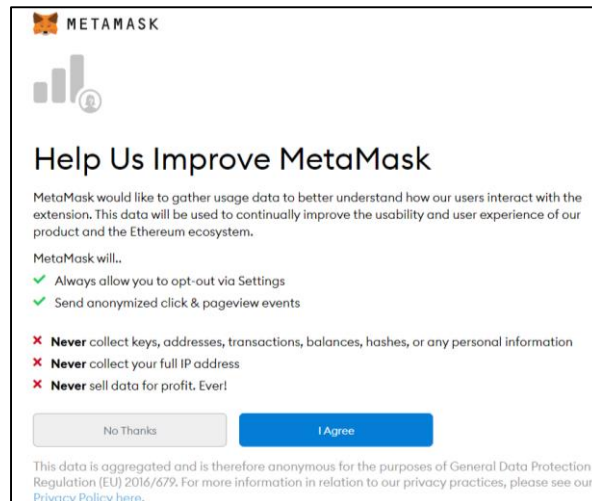 METAMASK
Help Us Improve MetaMask
MetaMask would like to gather usage data to better understand how our users interact with the
extension. This data will be used to continually improve the usability and user experience of our
product and the Ethereum ecosystem.
MetaMask will..
✓ Always allow you to opt-out via Settings
✓ Send anonymized click & pageview events
✗ Never collect keys, addresses, transactions, balances, hashes, or any personal information
✗ Never collect your full IP address
✗ Never sell data for profit. Ever!
No Thanks
I Agree
This data is aggregated and is therefore anonymous for the purposes of General Data Protection
Regulation (EU) 2016/679. For more information in relation to our privacy practices, please see our
Privacy Policy here.